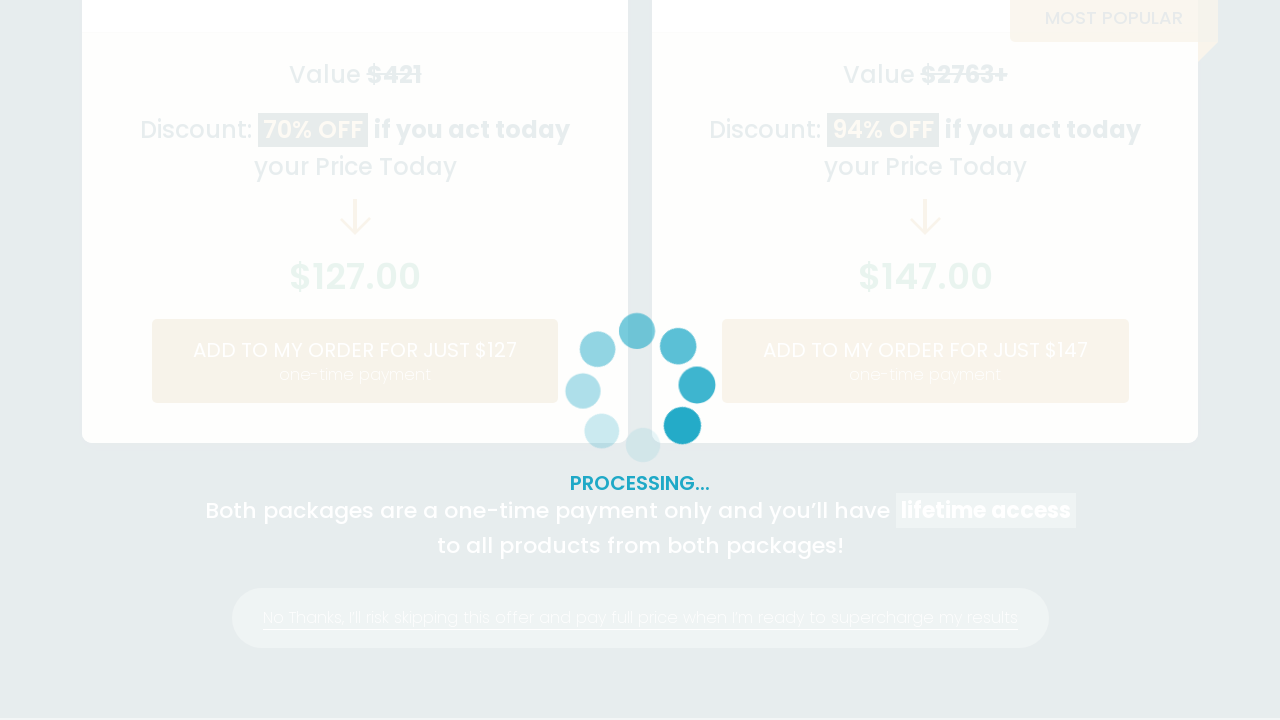 MOST POPULAR
Value $421
Discount: 70% OFF if you act today
your Price Today
$127.00
ADD TO MY ORDER FOR JUST $127
one-time payment
Value $2763+
Discount: 94% OFF if you act today
your Price Today
$147.00
ADD TO MY ORDER FOR JUST $147
one-time payment
PROCESSING...
Both packages are a one-time payment only and you’ll have lifetime access
to all products from both packages!
No Thanks, I'll risk skipping this offer and pay full price when I'm ready to supercharge my results